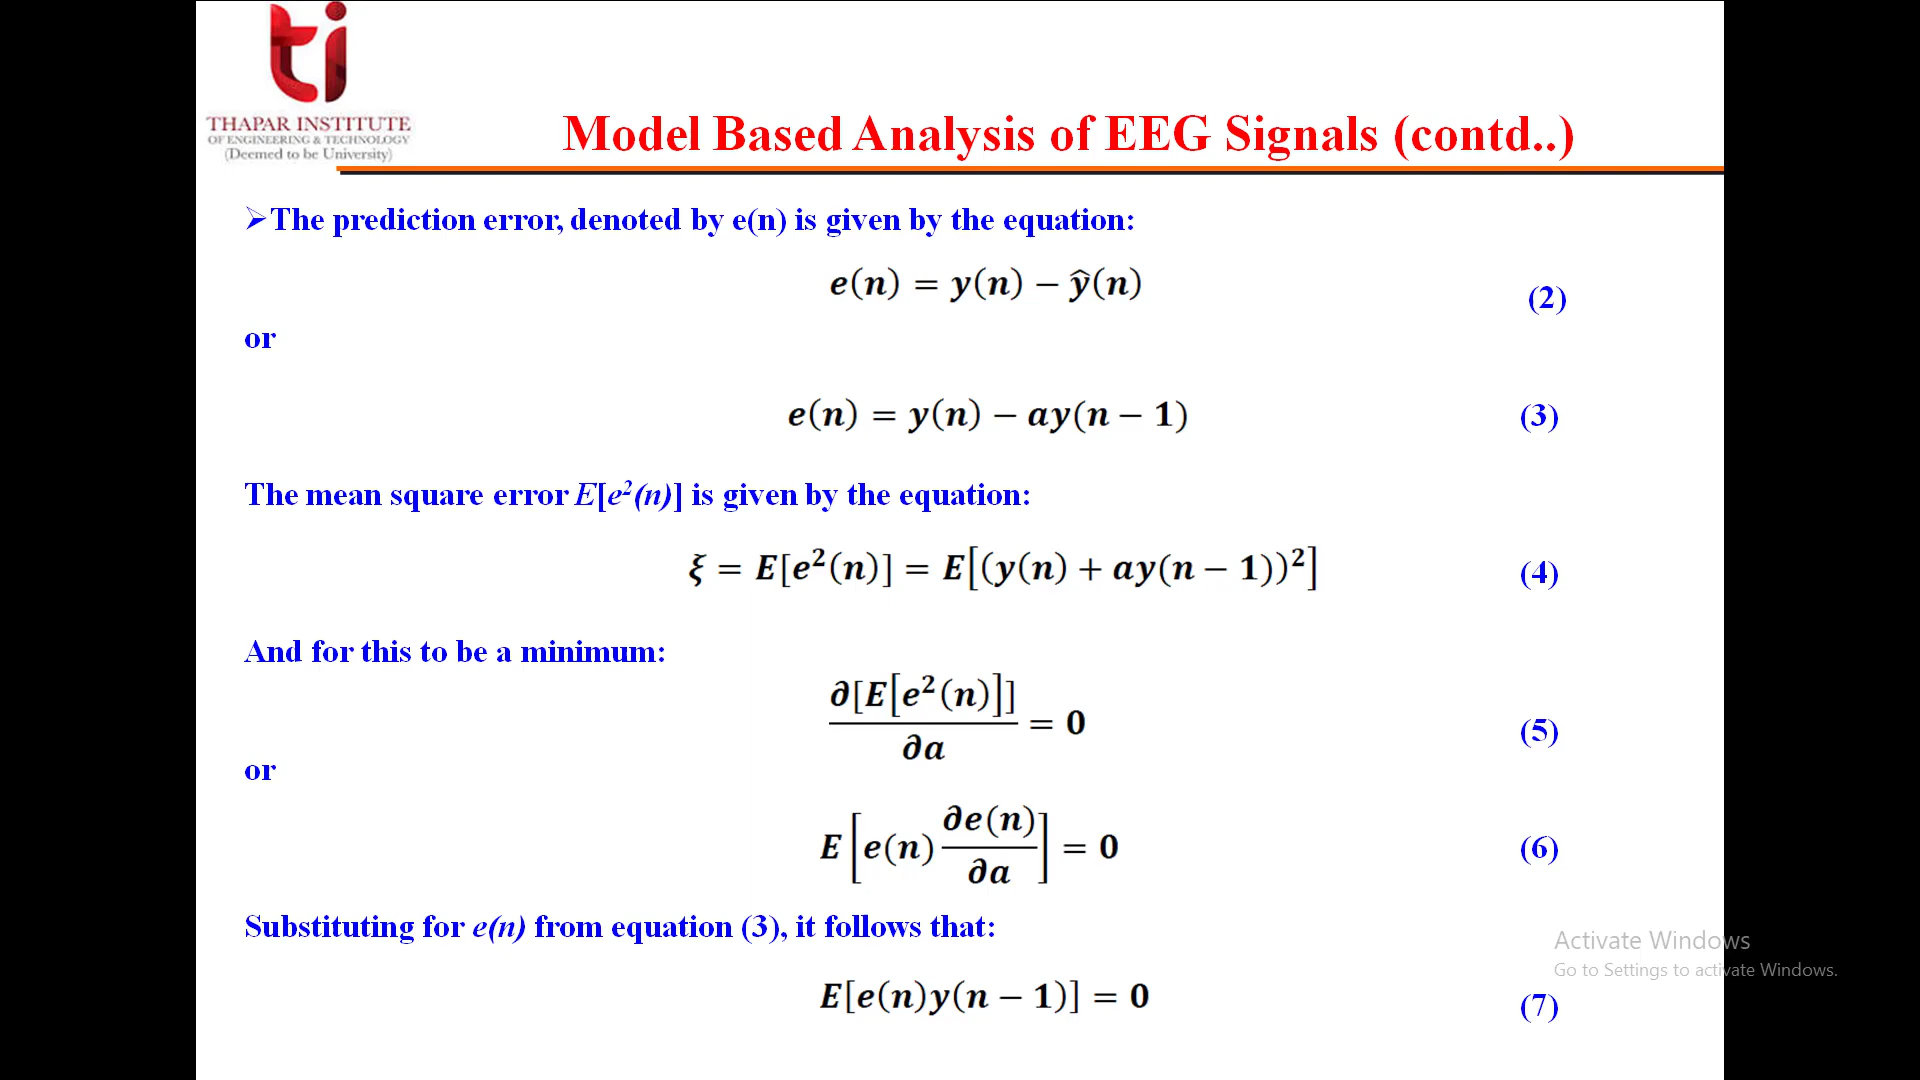 ti
THAPAR INSTITUTE
OF ENGINEERING & TECHNOLOGY
(Deemed to be University)
Model Based Analysis of EEG Signals (contd..)
➢The prediction error, denoted by e(n) is given by the equation:
e(n) = y(n) − ŷ(n) (2)
or
e(n) = y(n) − ay(n − 1) (3)
The mean square error E[e²(n)] is given by the equation:
ξ = E[e²(n)] = E[(y(n) + ay(n − 1))²] (4)
And for this to be a minimum:
∂[E[e²(n)]]/∂a = 0 (5)
or
E[e(n) ∂e(n)/∂a] = 0 (6)
Substituting for e(n) from equation (3), it follows that:
E[e(n)y(n − 1)] = 0 (7)
Activate Windows
Go to Settings to activate Windows.